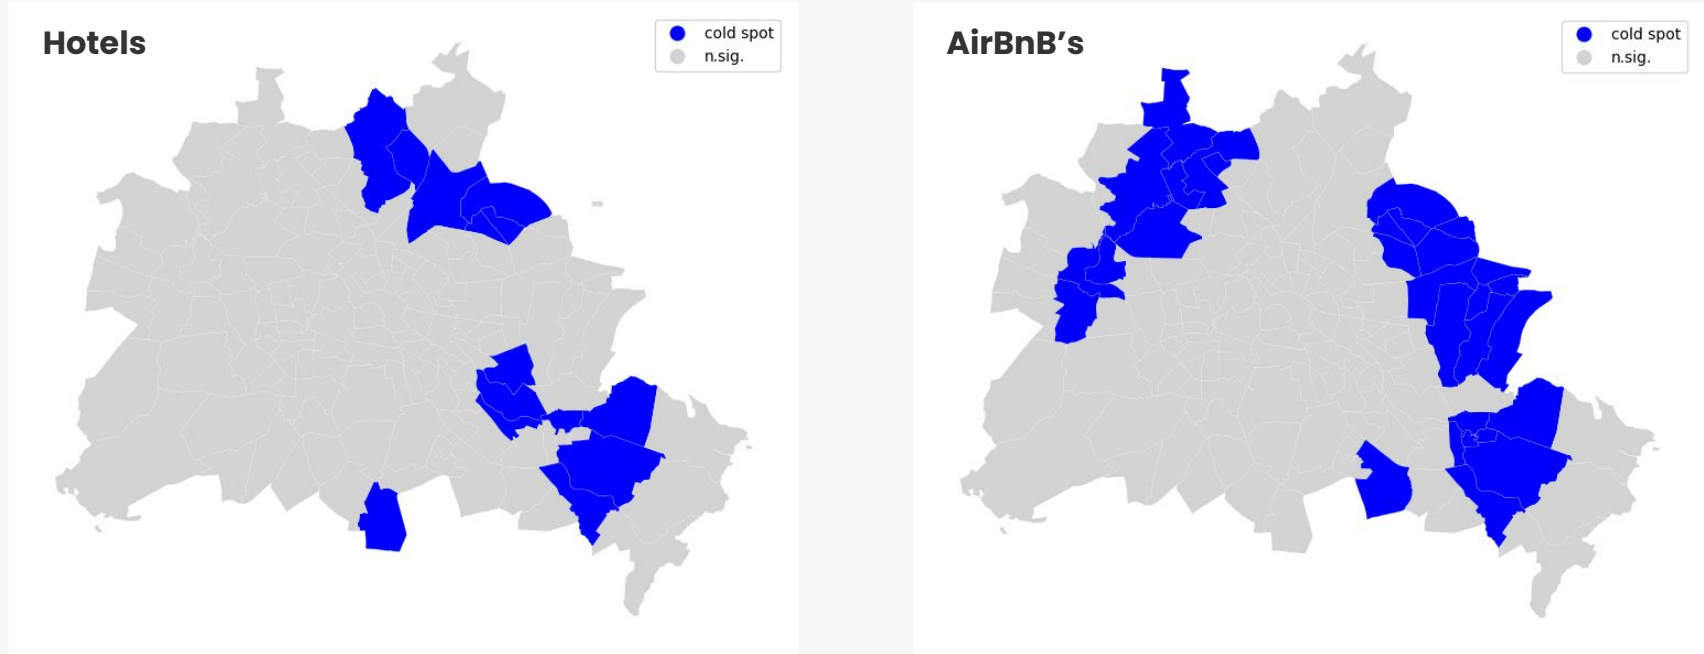 Hotels
cold spot
n.sig.
AirBnB’s
cold spot
n.sig.